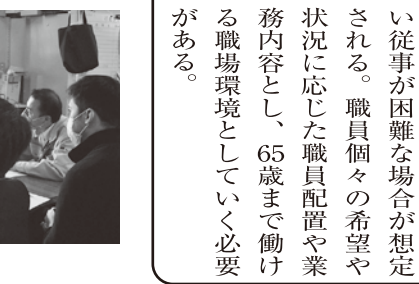 い従事が困難な場合が想定
される。職員個々の希望や
状況に応じた職員配置や業
務内容とし、65歳まで働け
る職場環境としていく必要
がある。